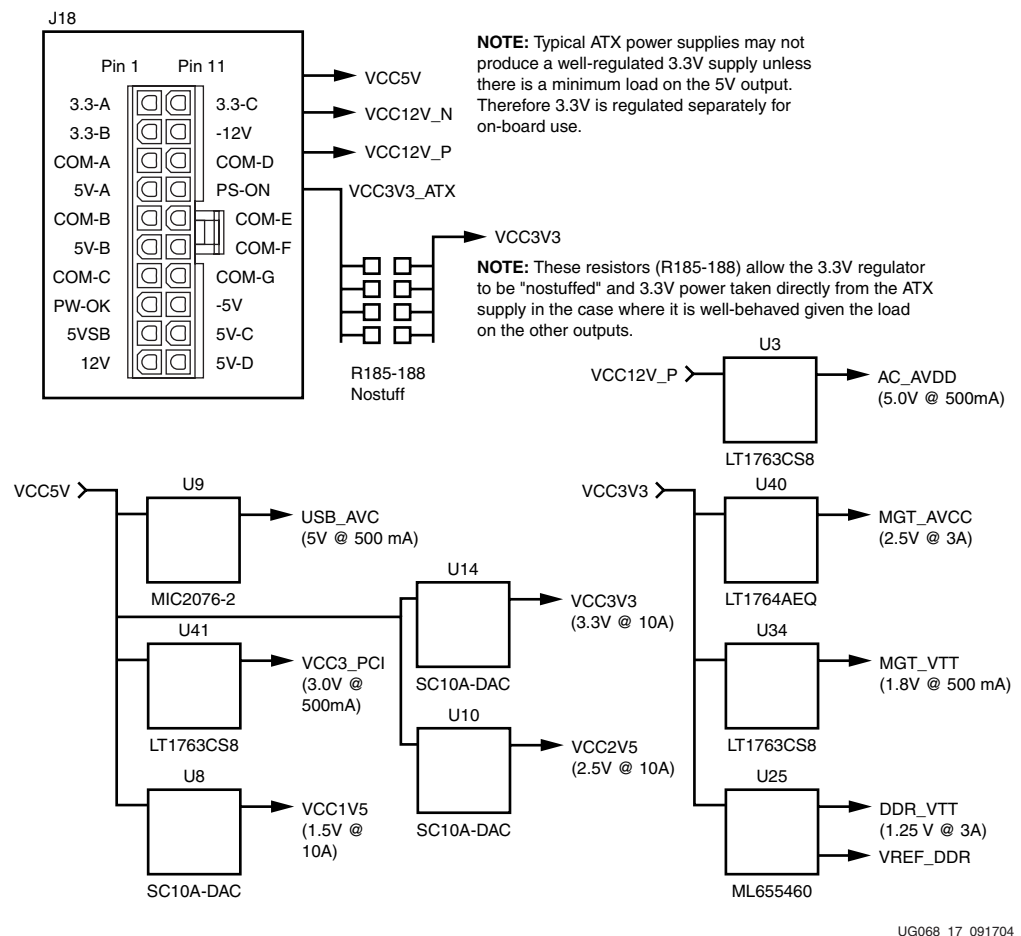 J18
Pin 1 Pin 11
3.3-A 3.3-C
3.3-B -12V
COM-A COM-D
5V-A PS-ON
COM-B COM-E
5V-B COM-F
COM-C COM-G
PW-OK -5V
5VSB 5V-C
12V 5V-D
VCC5V
VCC12V_N
VCC12V_P
VCC3V3_ATX
VCC3V3
R185-188
Nostuff
NOTE: Typical ATX power supplies may not
produce a well-regulated 3.3V supply unless
there is a minimum load on the 5V output.
Therefore 3.3V is regulated separately for
on-board use.
NOTE: These resistors (R185-188) allow the 3.3V regulator
to be "nostuffed" and 3.3V power taken directly from the ATX
supply in the case where it is well-behaved given the load
on the other outputs.
U3
VCC12V_P
AC_AVDD
(5.0V @ 500mA)
LT1763CS8
VCC5V
U9
USB_AVC
(5V @ 500 mA)
MIC2076-2
U41
VCC3_PCI
(3.0V @
500mA)
LT1763CS8
U8
VCC1V5
(1.5V @
10A)
SC10A-DAC
U14
VCC3V3
(3.3V @ 10A)
SC10A-DAC
U10
VCC2V5
(2.5V @ 10A)
SC10A-DAC
VCC3V3
U40
MGT_AVCC
(2.5V @ 3A)
LT1764AEQ
U34
MGT_VTT
(1.8V @ 500 mA)
LT1763CS8
U25
DDR_VTT
(1.25 V @ 3A)
VREF_DDR
ML655460
UG068_17_091704